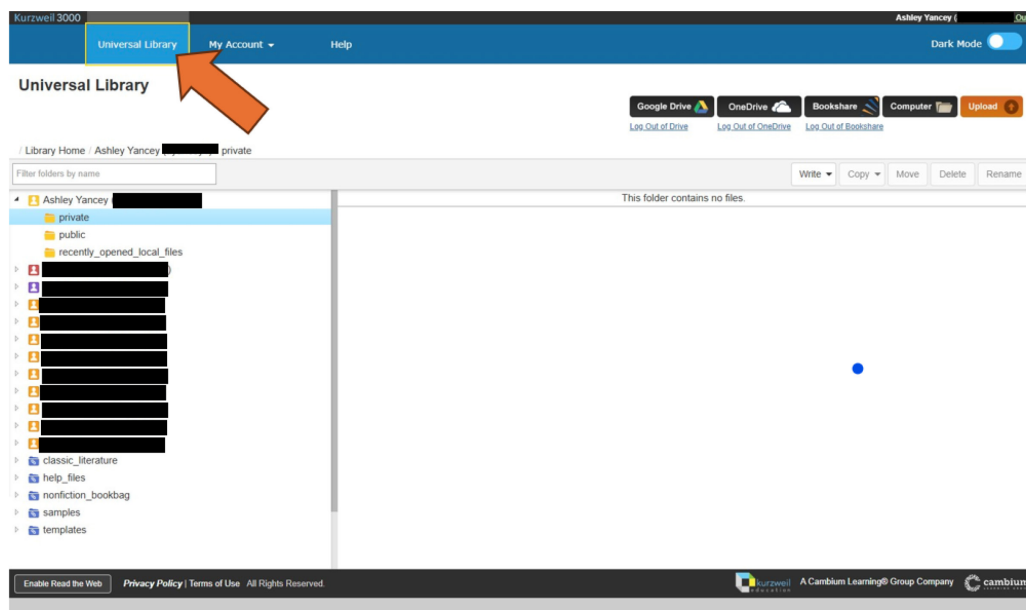 Kurzweil 3000
Ashley Yancey (
Universal Library My Account Help Dark Mode
Universal Library
Google Drive OneDrive Bookshare Computer Upload
Log Out of Drive Log Out of OneDrive Log Out of Bookshare
/ Library Home / Ashley Yancey private
Filter folders by name Write Copy Move Delete Rename
Ashley Yancey ( This folder contains no files.
private
public
recently_opened_local_files
)
classic_literature
help_files
nonfiction_bookbag
samples
templates
Enable Read the Web Privacy Policy | Terms of Use All Rights Reserved. kurzweil education A Cambium Learning® Group Company cambium